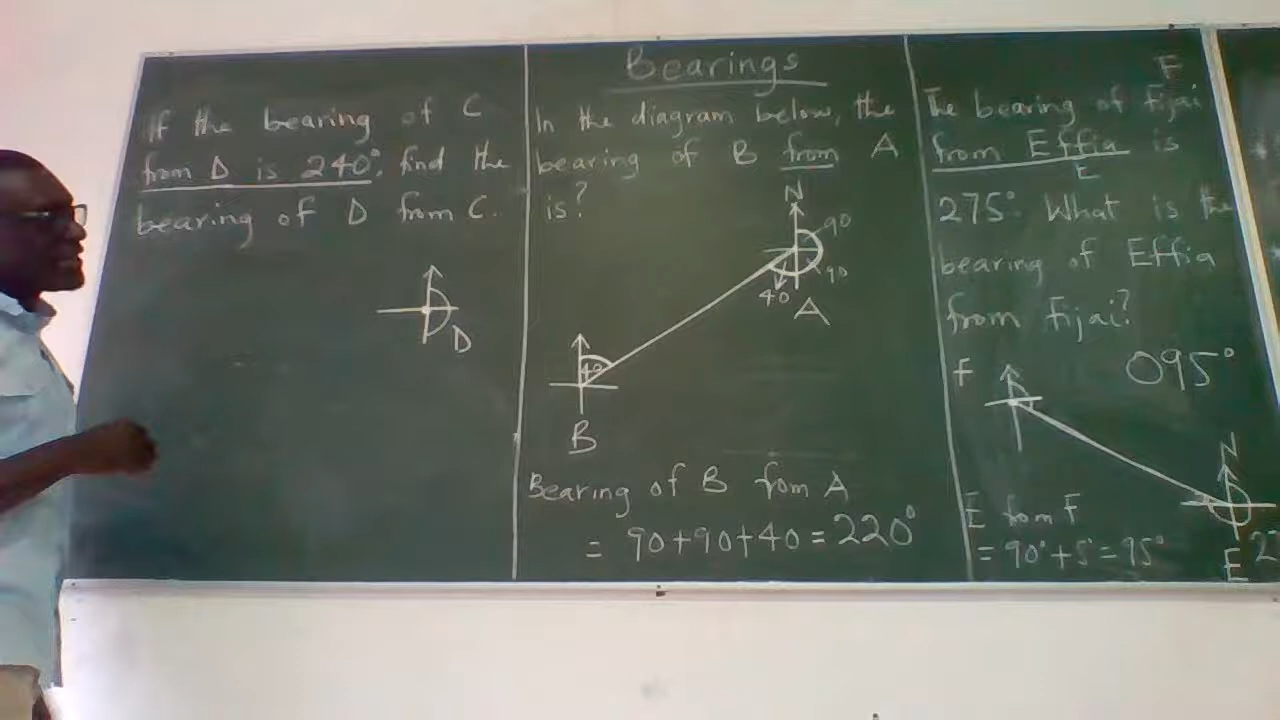 If the bearing of C
from D is 240°, find the
bearing of D from C.
D
Bearings
In the diagram below, the
bearing of B from A
is?
N
90
90
40
A
40
B
Bearing of B from A
= 90+90+40=220°
F
The bearing of Fijai
from Effia is
E
275°. What is the
bearing of Effia
from Fijai?
095°
F
N
E from F
= 90°+5°=95°
E